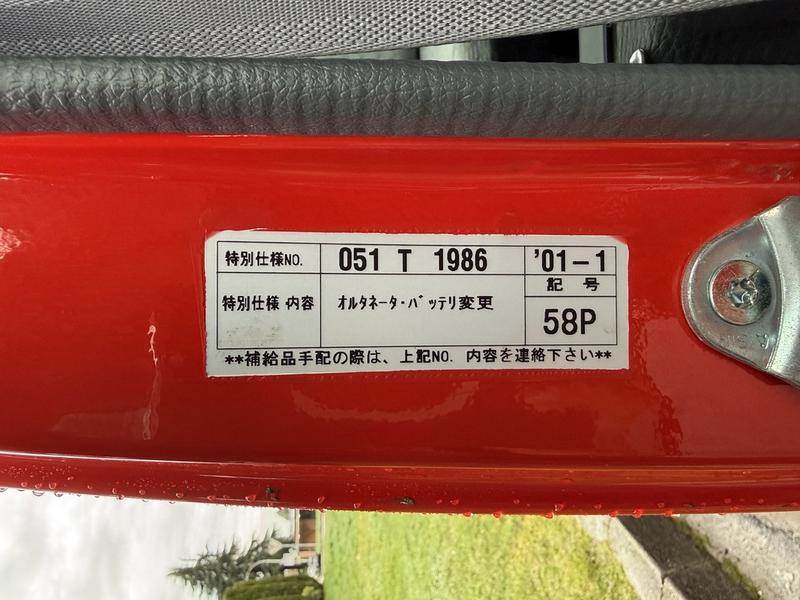 特別仕様NO. 051 T 1986 '01-1
記 号
特別仕様 内容 ｵﾙﾀﾈｰﾀ・ﾊﾞｯﾃﾘ変更
58P
**補給品手配の際は、上記NO. 内容を連絡下さい**